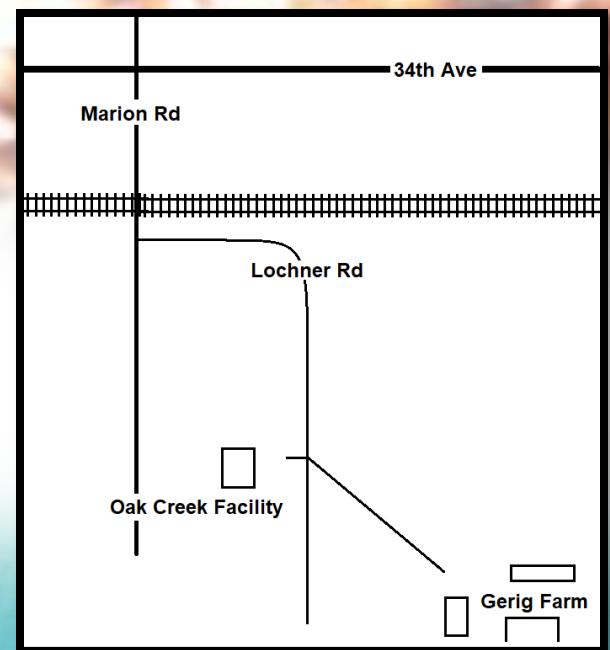 34th Ave
Marion Rd
Lochner Rd
Oak Creek Facility
Gerig Farm